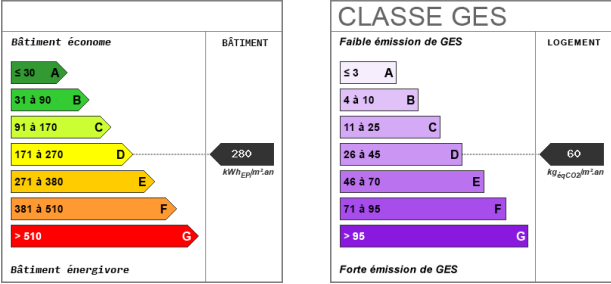 Bâtiment économe
BÂTIMENT
≤ 30 A
31 à 90 B
91 à 170 C
171 à 270 D
280
kWhEP/m².an
271 à 380 E
381 à 510 F
> 510 G
Bâtiment énergivore
CLASSE GES
Faible émission de GES
LOGEMENT
≤ 3 A
4 à 10 B
11 à 25 C
26 à 45 D
60
kgéqCO2/m².an
46 à 70 E
71 à 95 F
> 95 G
Forte émission de GES